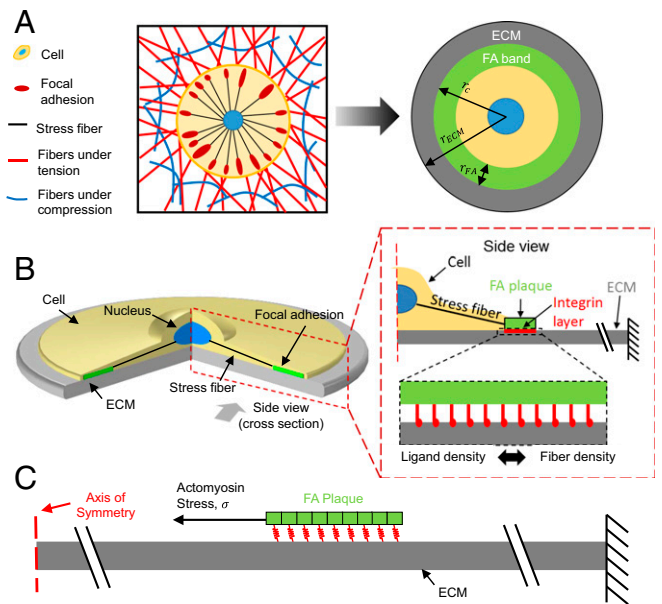 A
Cell
Focal
adhesion
Stress fiber
Fibers under
tension
Fibers under
compression
ECM
FA band
r_c
r_ECM
r_FA
B
Cell
Nucleus
Focal adhesion
ECM
Stress fiber
Side view
(cross section)
Side view
Cell
FA plaque
ECM
Stress fiber
Integrin
layer
Ligand density
Fiber density
C
Axis of
Symmetry
Actomyosin
Stress, σ
FA Plaque
ECM